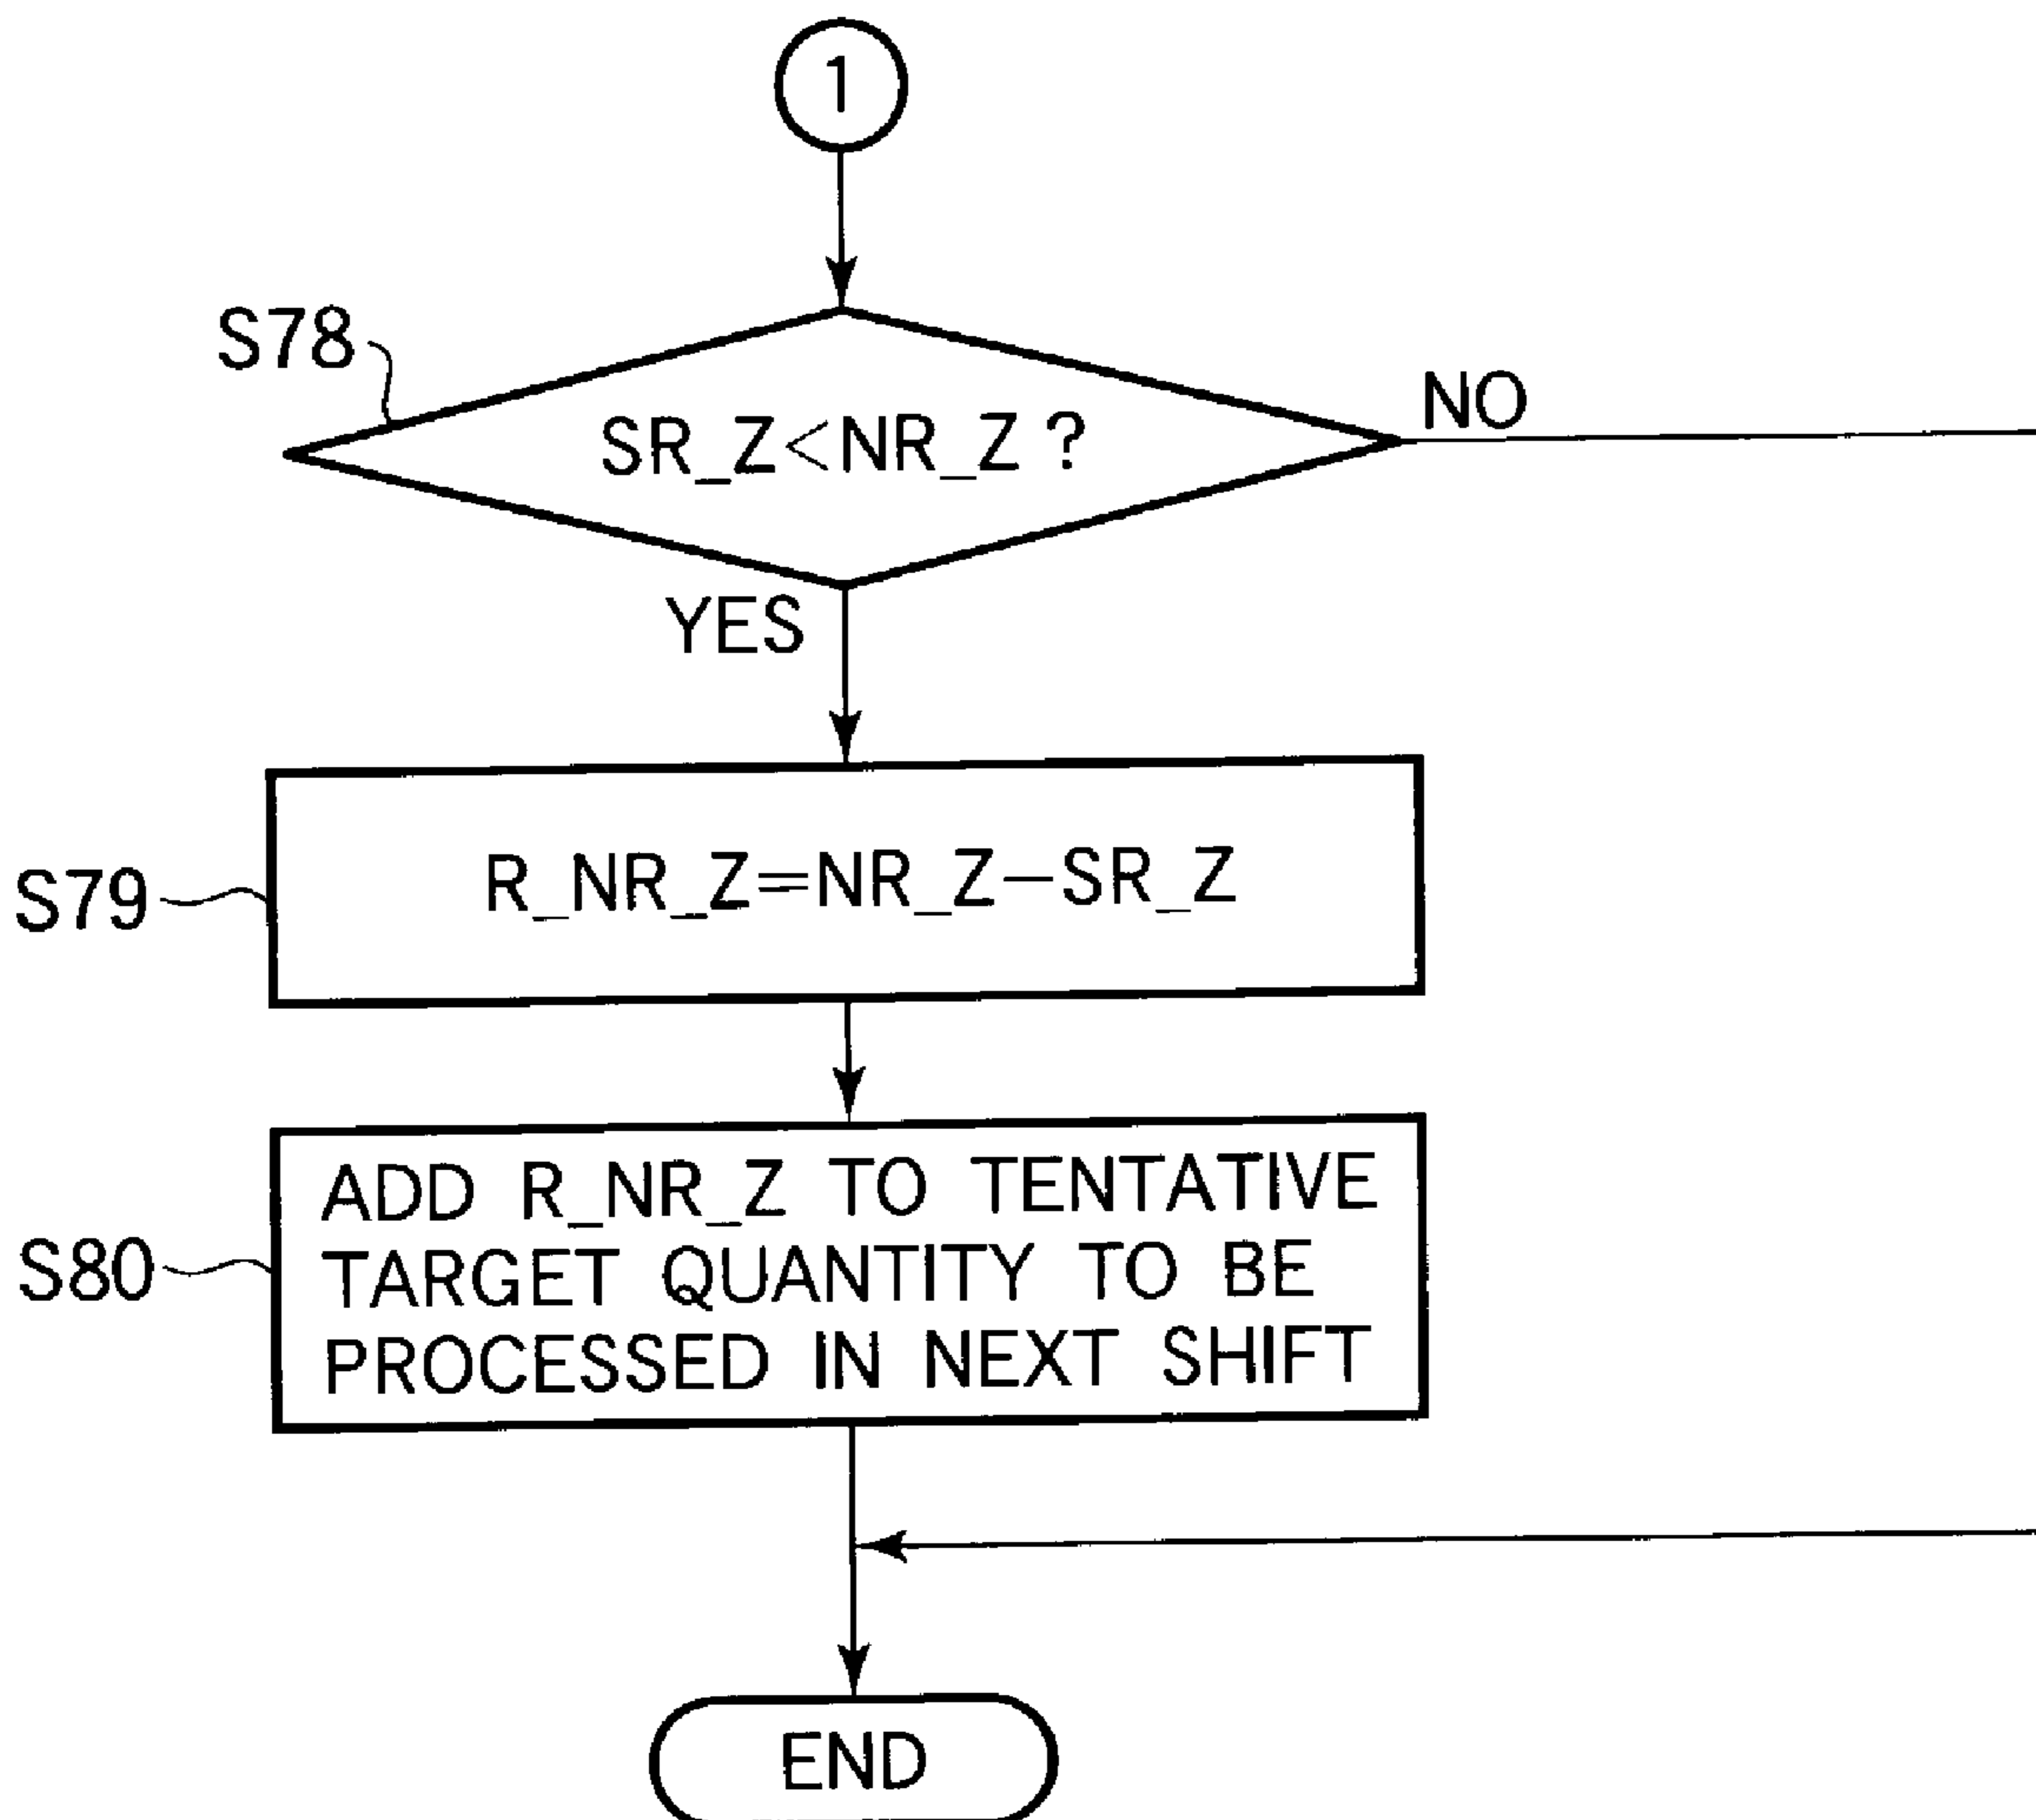 1
S78
SR_Z<NR_Z ?
NO
YES
S79
R_NR_Z=NR_Z−SR_Z
S80
ADD R_NR_Z TO TENTATIVE
TARGET QUANTITY TO BE
PROCESSED IN NEXT SHIFT
END